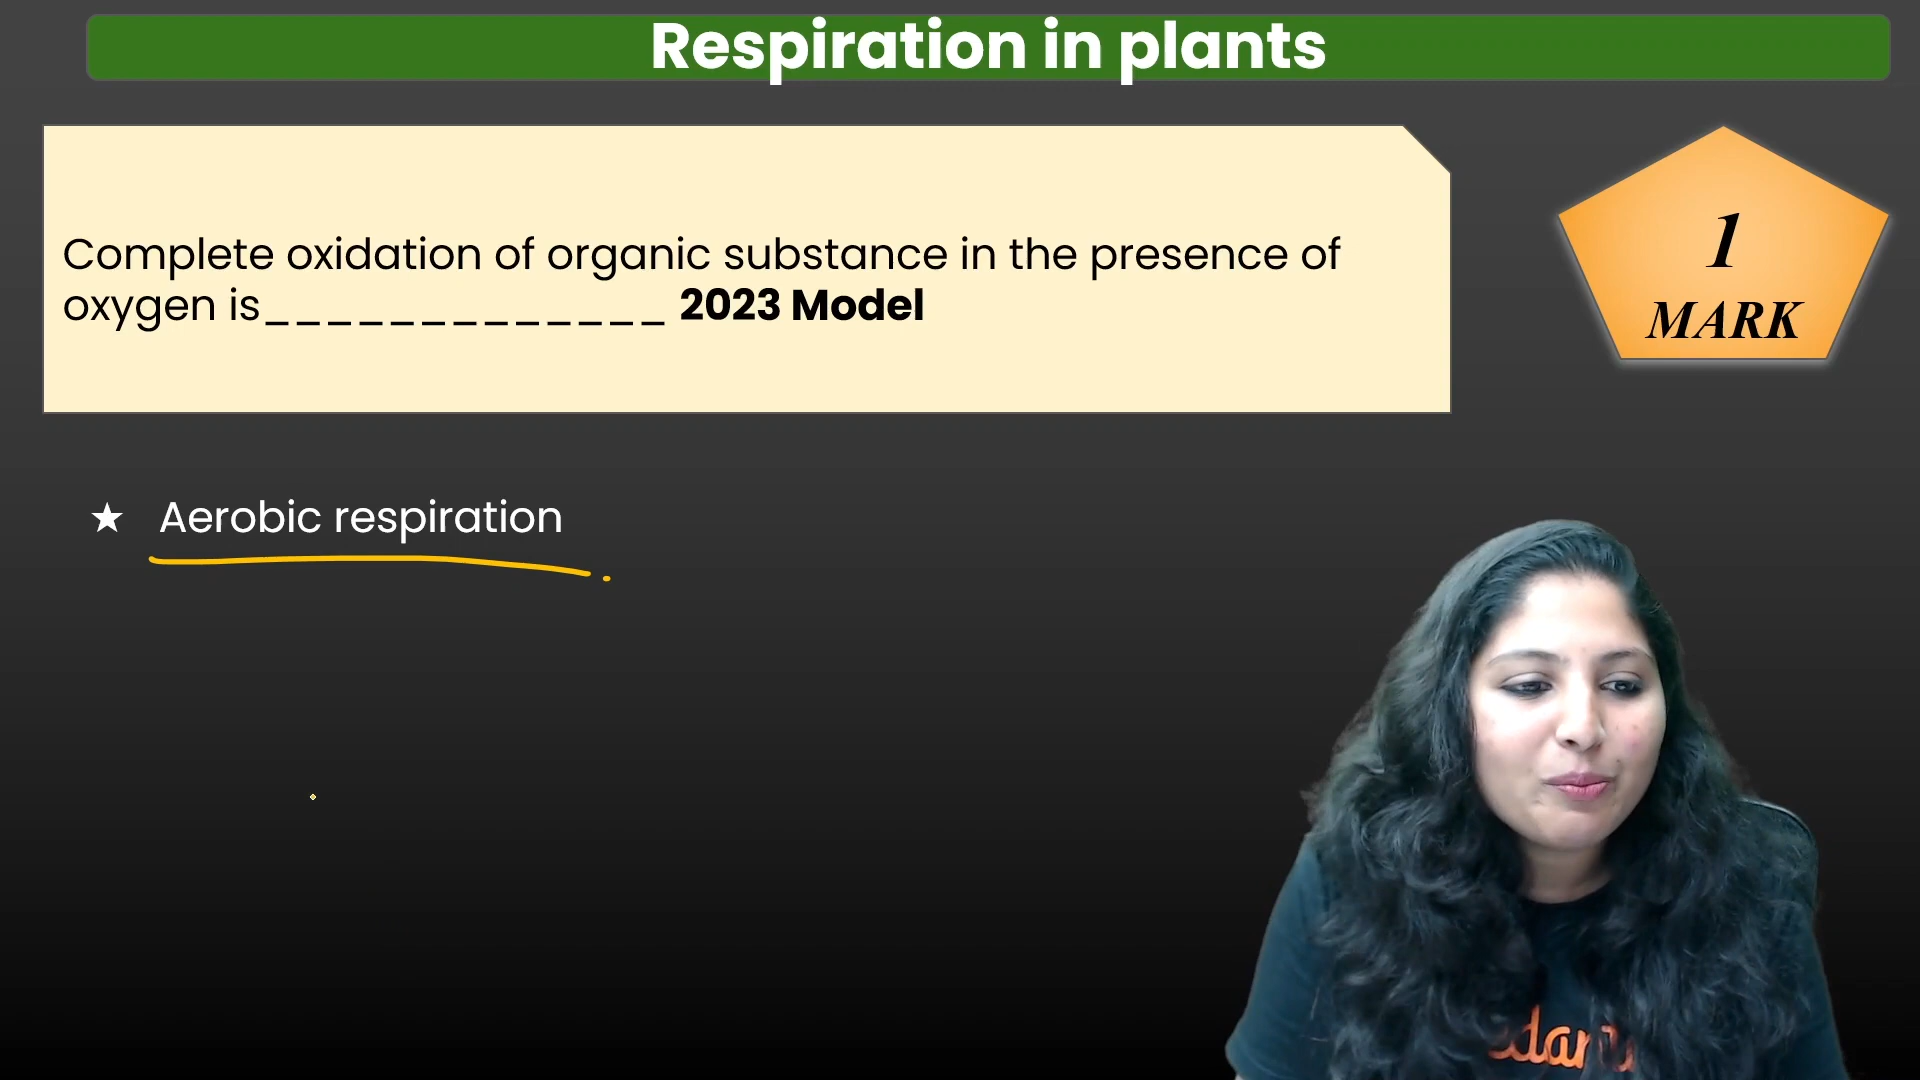 Respiration in plants
Complete oxidation of organic substance in the presence of
oxygen is_____________ 2023 Model
1
MARK
★ Aerobic respiration